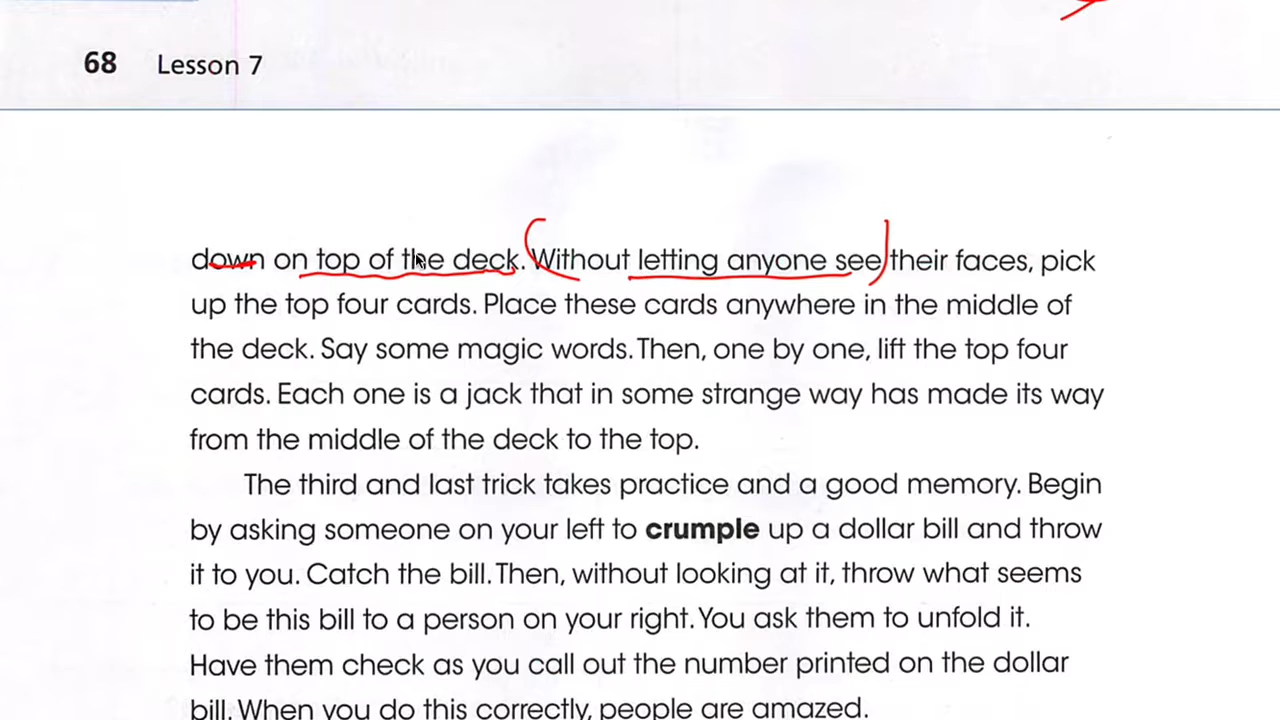 68 Lesson 7
down on top of the deck. Without letting anyone see their faces, pick
up the top four cards. Place these cards anywhere in the middle of
the deck. Say some magic words. Then, one by one, lift the top four
cards. Each one is a jack that in some strange way has made its way
from the middle of the deck to the top.
The third and last trick takes practice and a good memory. Begin
by asking someone on your left to crumple up a dollar bill and throw
it to you. Catch the bill. Then, without looking at it, throw what seems
to be this bill to a person on your right. You ask them to unfold it.
Have them check as you call out the number printed on the dollar
bill. When you do this correctly, people are amazed.